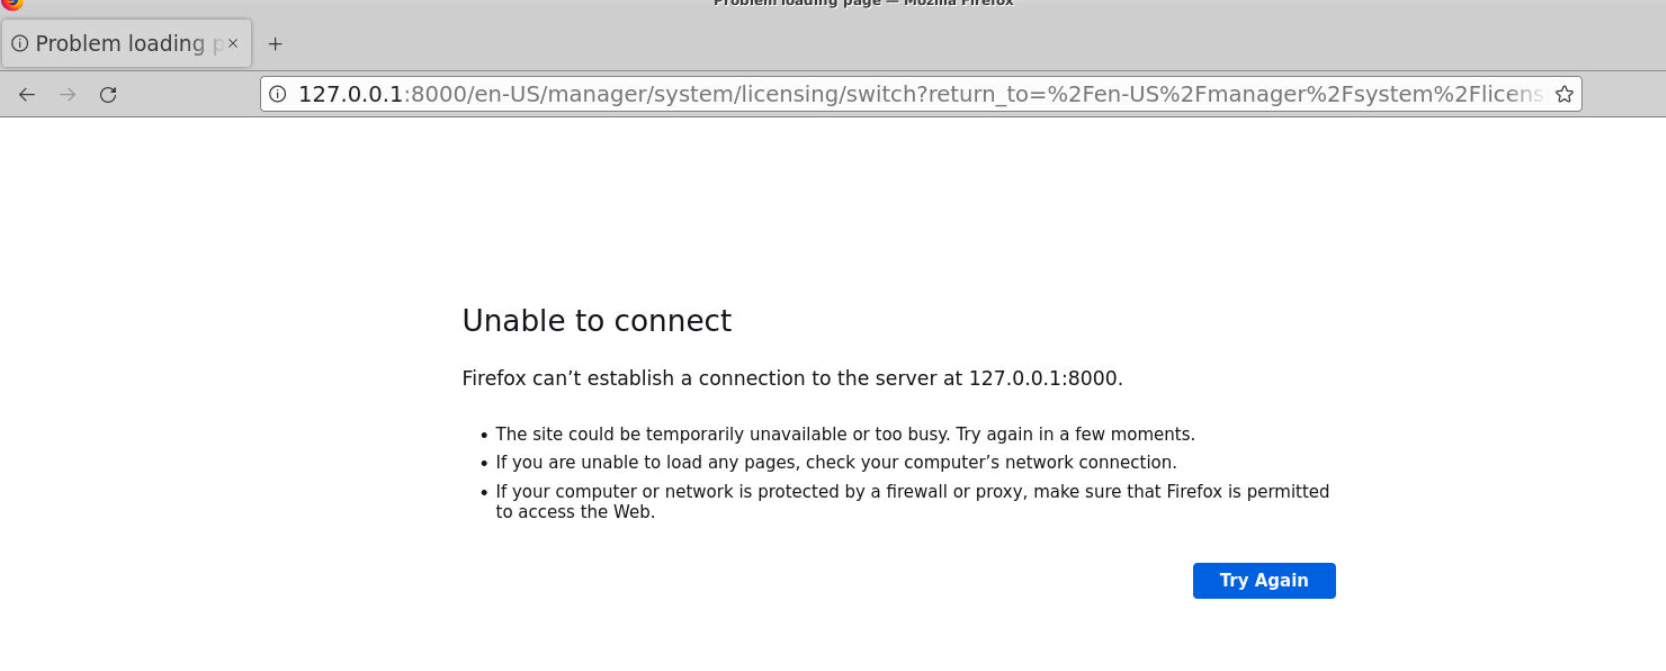 Problem loading page — Mozilla Firefox
Problem loading p
127.0.0.1:8000/en-US/manager/system/licensing/switch?return_to=%2Fen-US%2Fmanager%2Fsystem%2Flicens
Unable to connect
Firefox can’t establish a connection to the server at 127.0.0.1:8000.
• The site could be temporarily unavailable or too busy. Try again in a few moments.
• If you are unable to load any pages, check your computer’s network connection.
• If your computer or network is protected by a firewall or proxy, make sure that Firefox is permitted
to access the Web.
Try Again